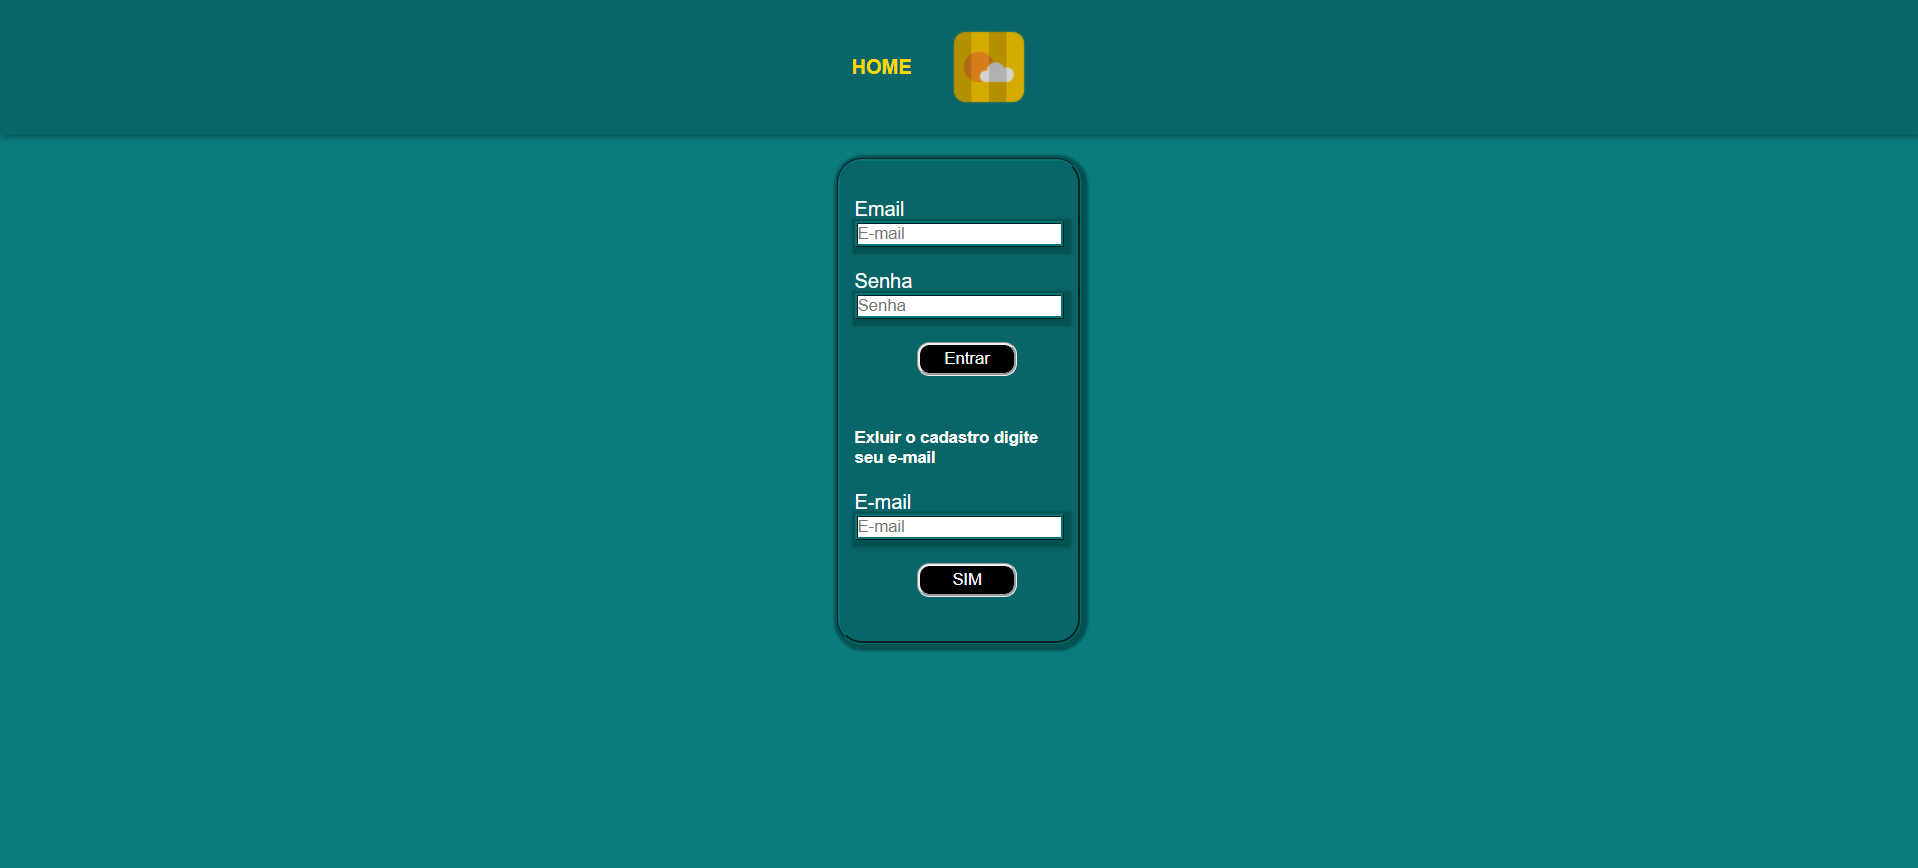 HOME
Email
E-mail
Senha
Senha
Entrar
Exluir o cadastro digite
seu e-mail
E-mail
E-mail
SIM